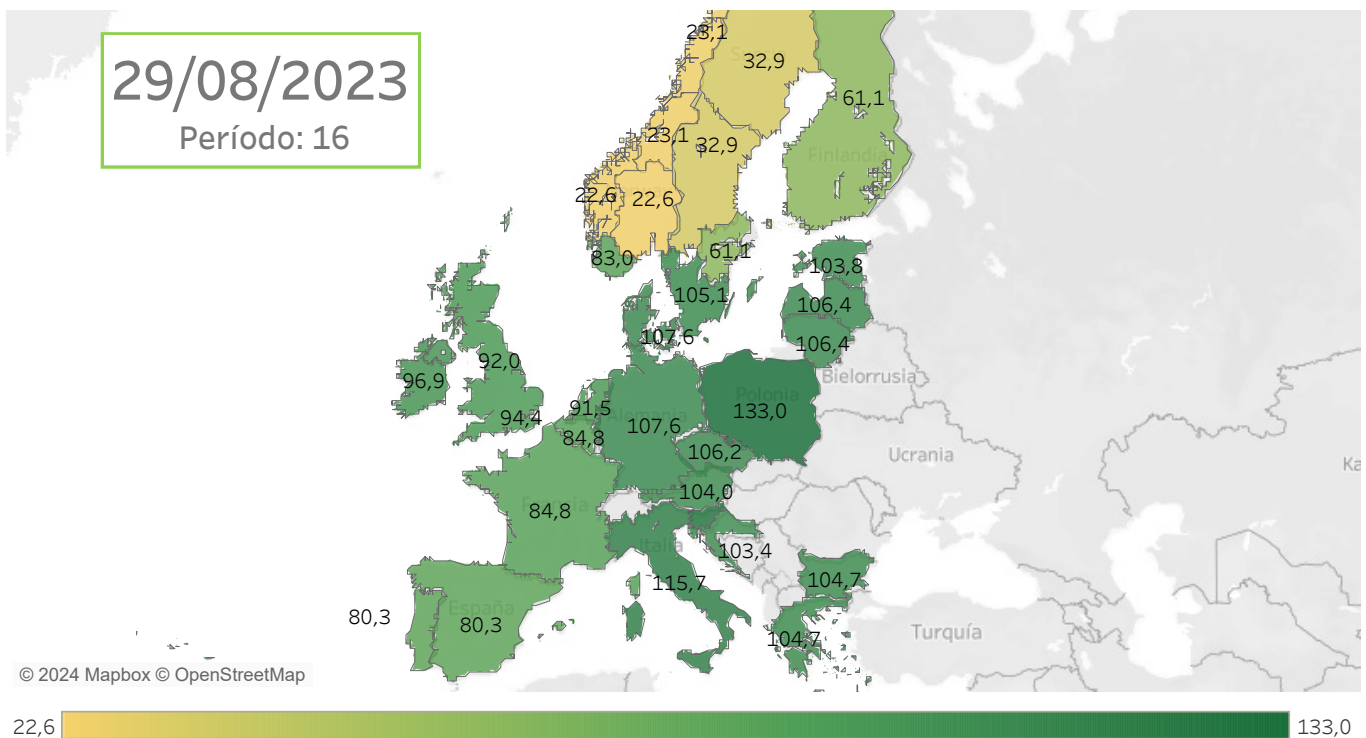 29/08/2023
Período: 16
23,1
32,9
61,1
23,1
32,9
Finlandia
22,6
22,6
83,0
61,1
103,8
105,1
106,4
107,6
106,4
92,0
96,9
Bielorrusia
Polonia
91,5
Alemania
133,0
94,4
107,6
84,8
106,2
Ucrania
104,0
84,8
Francia
Italia
103,4
115,7
104,7
España
80,3
80,3
104,7
Turquía
Ka
© 2024 Mapbox © OpenStreetMap
22,6
133,0